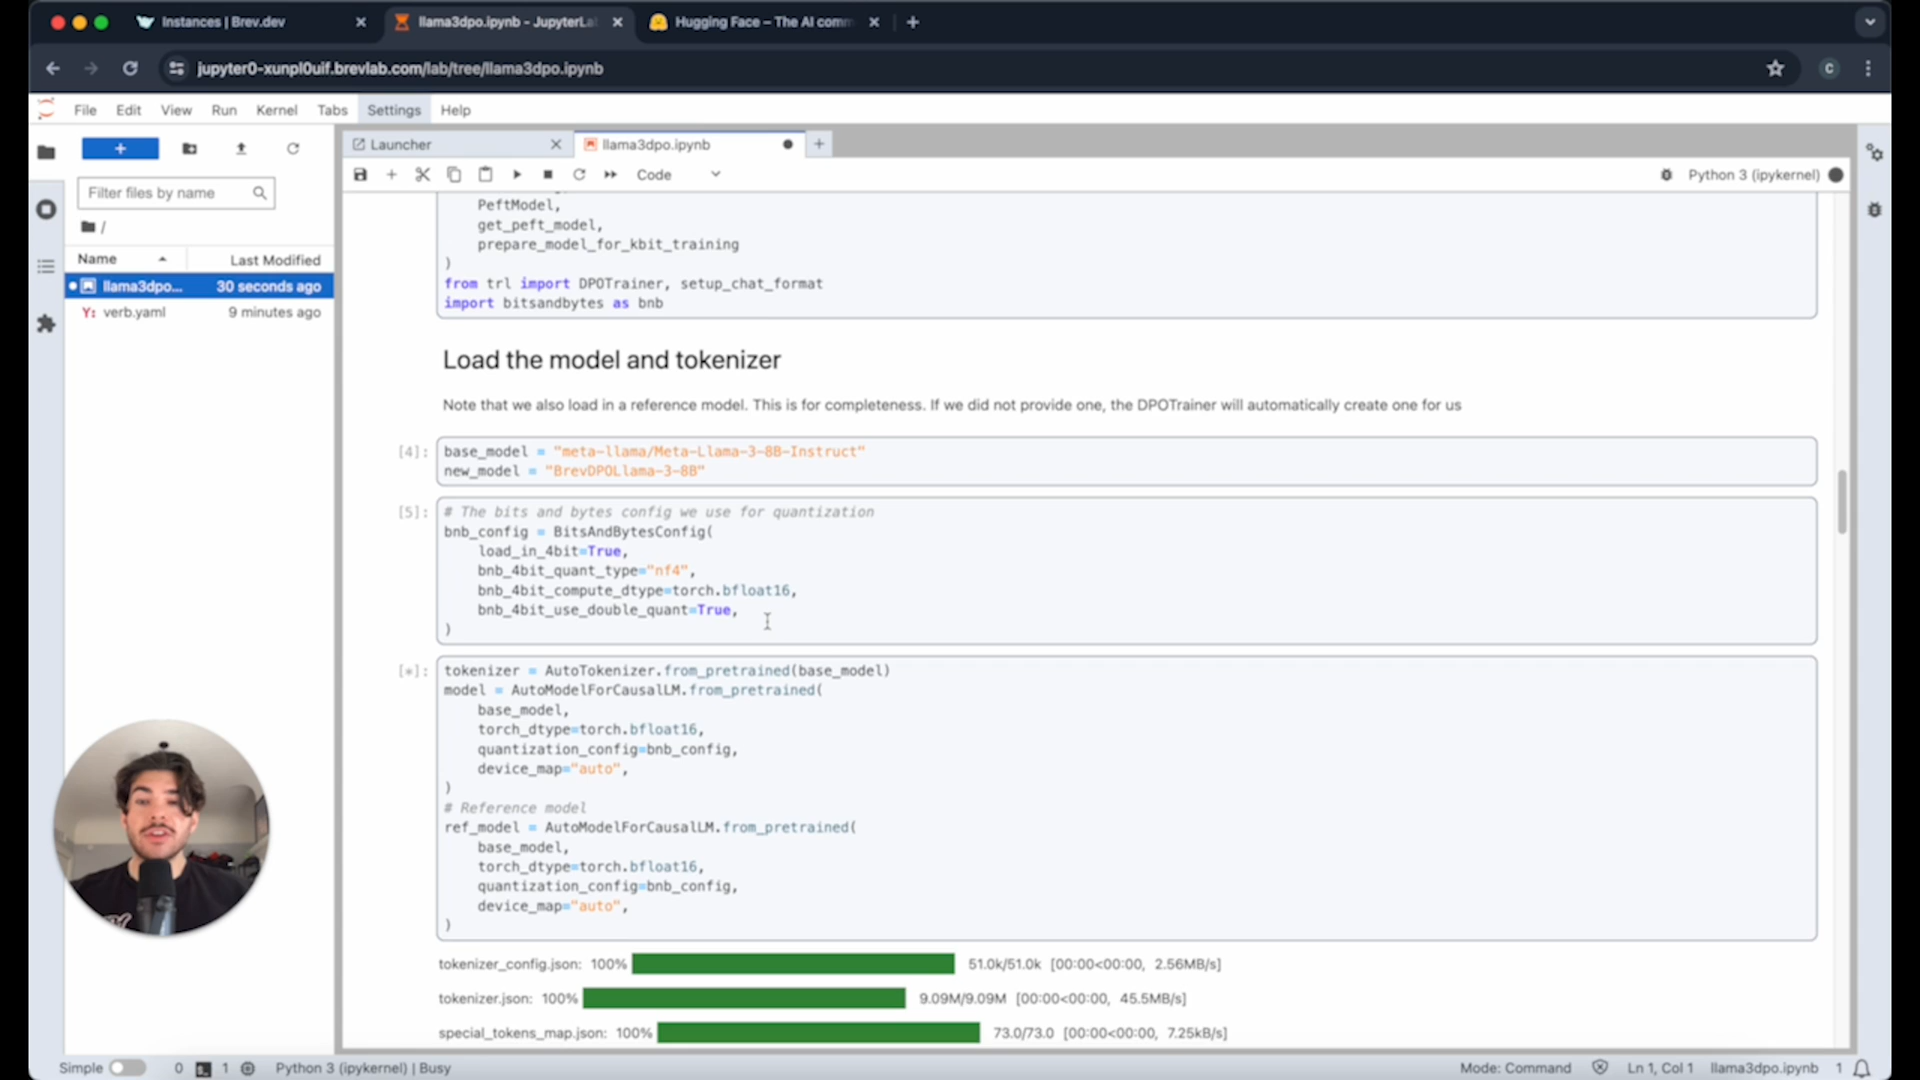 Instances | Brev.dev
llama3dpo.ipynb - JupyterLa
Hugging Face – The AI comm
jupyter0-xunpl0uif.brevlab.com/lab/tree/llama3dpo.ipynb
C
File Edit View Run Kernel Tabs Settings Help
Launcher
llama3dpo.ipynb
Code
Python 3 (ipykernel)
Filter files by name
/
Name Last Modified
llama3dpo... 30 seconds ago
Y: verb.yaml 9 minutes ago
PeftModel,
get_peft_model,
prepare_model_for_kbit_training
)
from trl import DPOTrainer, setup_chat_format
import bitsandbytes as bnb
Load the model and tokenizer
Note that we also load in a reference model. This is for completeness. If we did not provide one, the DPOTrainer will automatically create one for us
[4]: base_model = "meta-llama/Meta-Llama-3-8B-Instruct"
new_model = "BrevDPOLlama-3-8B"
[5]: # The bits and bytes config we use for quantization
bnb_config = BitsAndBytesConfig(
load_in_4bit=True,
bnb_4bit_quant_type="nf4",
bnb_4bit_compute_dtype=torch.bfloat16,
bnb_4bit_use_double_quant=True,
)
[*]: tokenizer = AutoTokenizer.from_pretrained(base_model)
model = AutoModelForCausalLM.from_pretrained(
base_model,
torch_dtype=torch.bfloat16,
quantization_config=bnb_config,
device_map="auto",
)
# Reference model
ref_model = AutoModelForCausalLM.from_pretrained(
base_model,
torch_dtype=torch.bfloat16,
quantization_config=bnb_config,
device_map="auto",
)
tokenizer_config.json: 100% 51.0k/51.0k [00:00<00:00, 2.56MB/s]
tokenizer.json: 100% 9.09M/9.09M [00:00<00:00, 45.5MB/s]
special_tokens_map.json: 100% 73.0/73.0 [00:00<00:00, 7.25kB/s]
Simple 0 1 Python 3 (ipykernel) | Busy Mode: Command Ln 1, Col 1 llama3dpo.ipynb 1